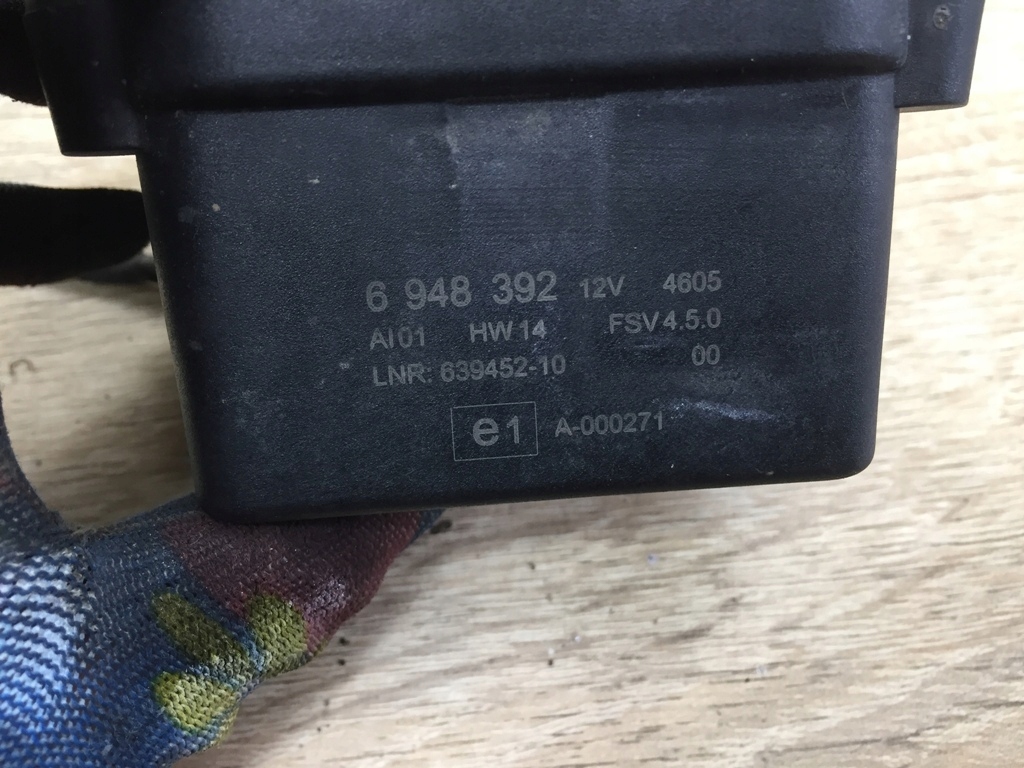 6 948 392 12V 4605
AI01 HW14 FSV4.5.0
LNR: 639452-10 00
e1 A-000271